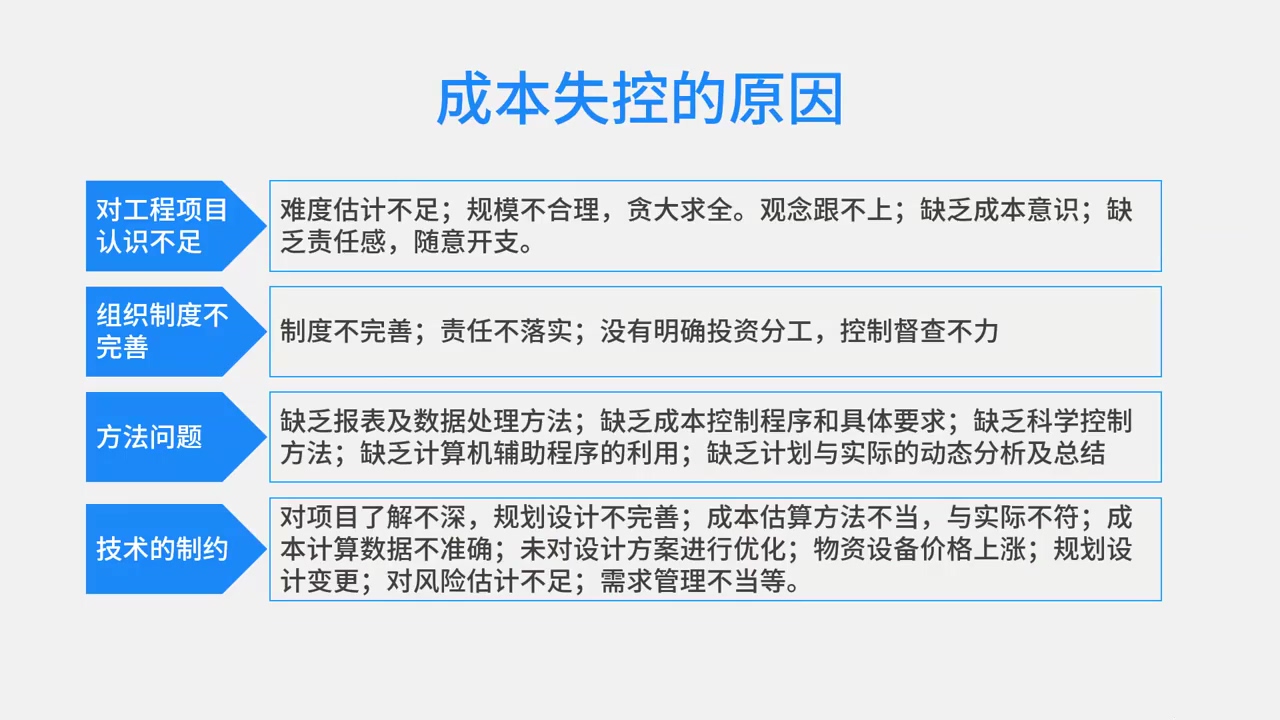 成本失控的原因
对工程项目
认识不足
难度估计不足；规模不合理，贪大求全。观念跟不上；缺乏成本意识；缺
乏责任感，随意开支。
组织制度不
完善
制度不完善；责任不落实；没有明确投资分工，控制督查不力
方法问题
缺乏报表及数据处理方法；缺乏成本控制程序和具体要求；缺乏科学控制
方法；缺乏计算机辅助程序的利用；缺乏计划与实际的动态分析及总结
技术的制约
对项目了解不深，规划设计不完善；成本估算方法不当，与实际不符；成
本计算数据不准确；未对设计方案进行优化；物资设备价格上涨；规划设
计变更；对风险估计不足；需求管理不当等。